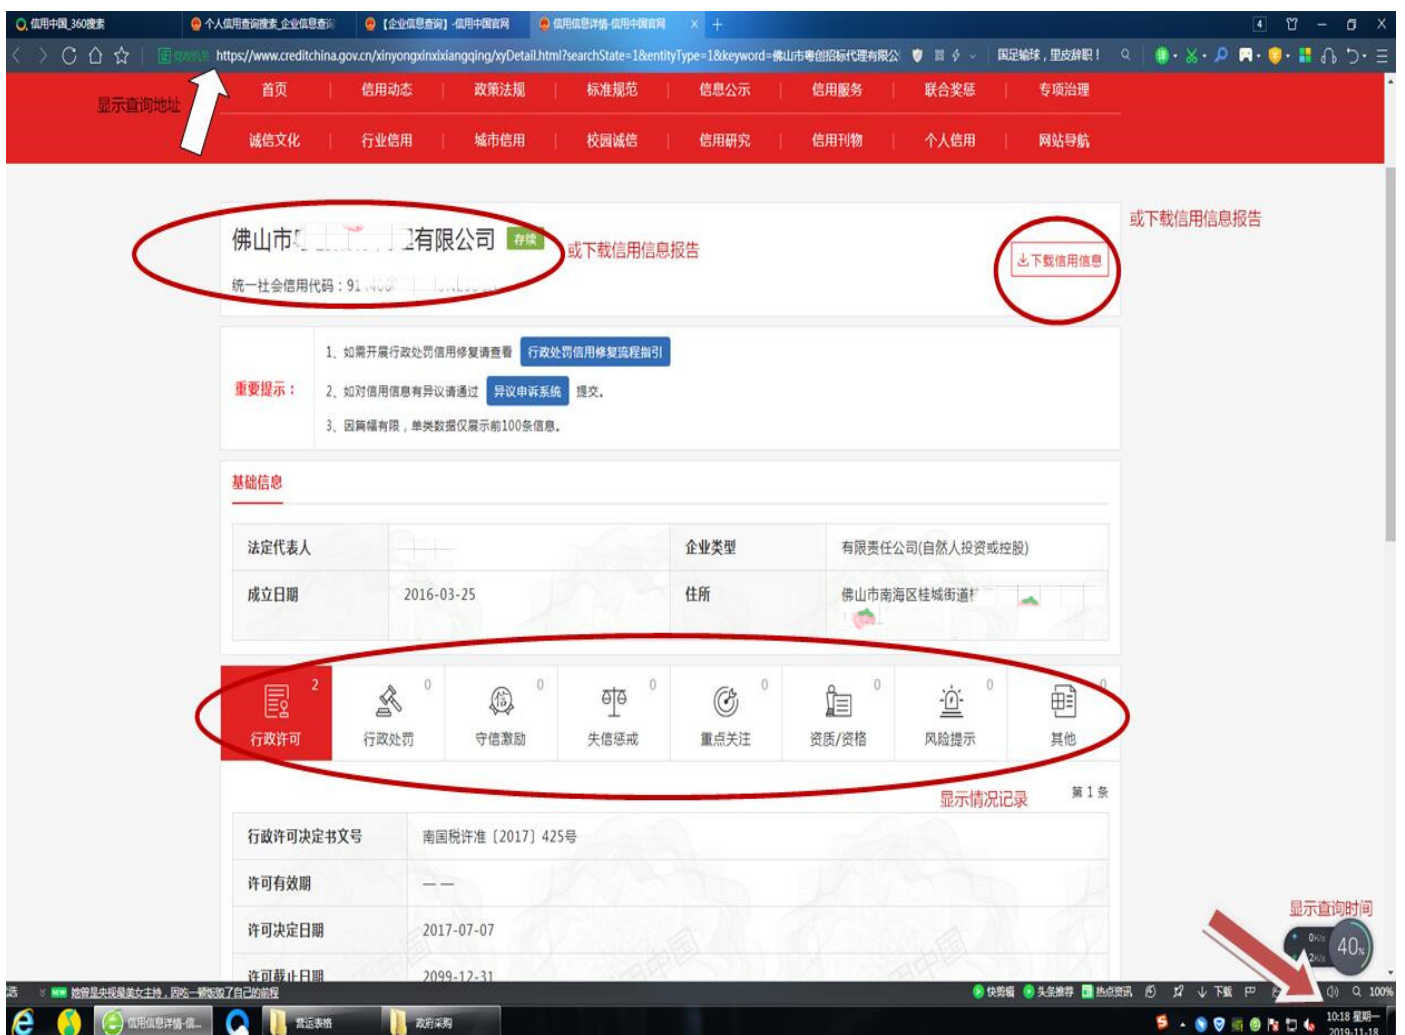 信用中国_360搜索
个人信用查询搜索_企业信息查询
【企业信息查询】-信用中国官网
信用信息详情-信用中国官网
4
https://www.creditchina.gov.cn/xinyongxinxixiangqing/xyDetail.html?searchState=1&entityType=1&keyword=佛山市粤创招标代理有限公
国足输球，里皮辞职！
显示查询地址
首页 信用动态 政策法规 标准规范 信息公示 信用服务 联合奖惩 专项治理
诚信文化 行业信用 城市信用 校园诚信 信用研究 信用刊物 个人信用 网站导航
佛山市 有限公司 存续
或下载信用信息报告
下载信用信息
或下载信用信息报告
统一社会信用代码：91
重要提示：
1、如需开展行政处罚信用修复请查看 行政处罚信用修复流程指引
2、如对信用信息有异议请通过 异议申诉系统 提交。
3、因篇幅有限，单类数据仅展示前100条信息。
基础信息
法定代表人
企业类型 有限责任公司(自然人投资或控股)
成立日期 2016-03-25
住所 佛山市南海区桂城街道
行政许可 2
行政处罚 0
守信激励 0
失信惩戒 0
重点关注 0
资质/资格 0
风险提示 0
其他 0
显示情况记录
第 1 条
行政许可决定书文号 南国税许准〔2017〕425号
许可有效期 — —
许可决定日期 2017-07-07
许可截止日期 2099-12-31
显示查询时间
40%
她曾是央视最美女主持，因吃一顿饭毁了自己的前程
快剪辑 头条推荐 热点资讯 下载 100%
信用信息详情-信...
营运表格
政府采购
10:18 星期一
2019-11-18